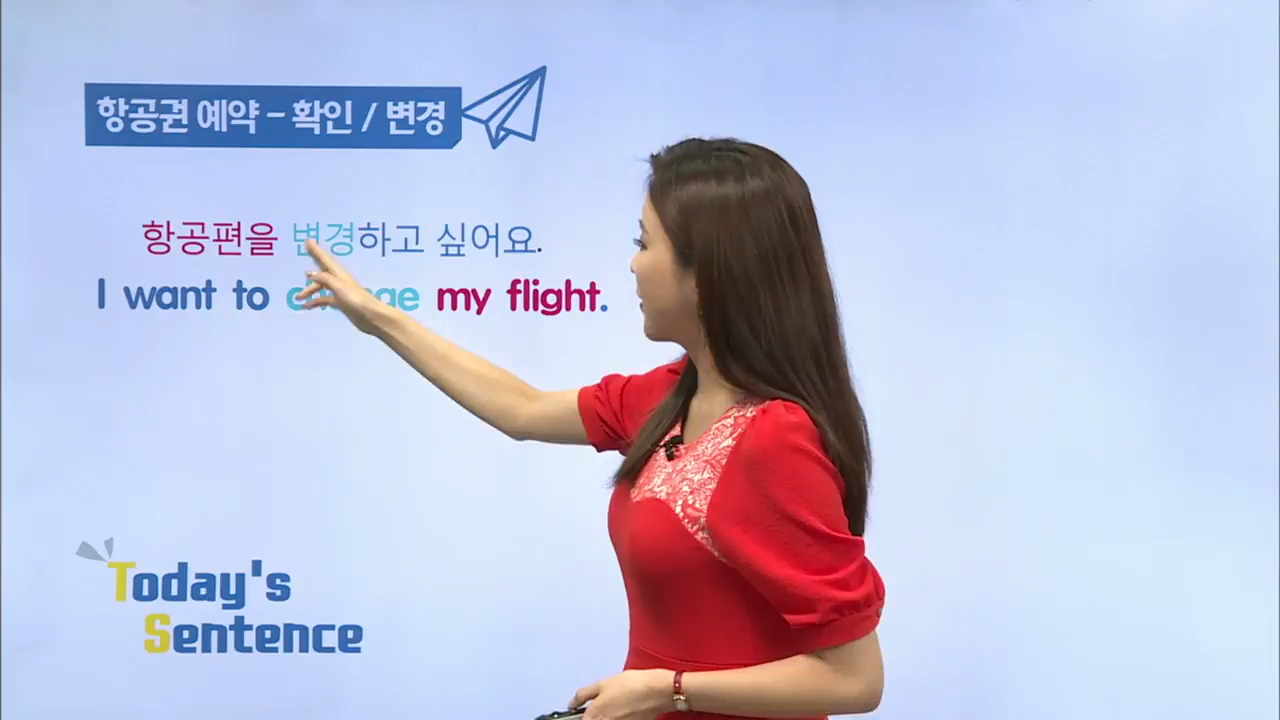 항공권 예약 – 확인 / 변경
항공편을 변경하고 싶어요.
I want to change my flight.
Today's
Sentence